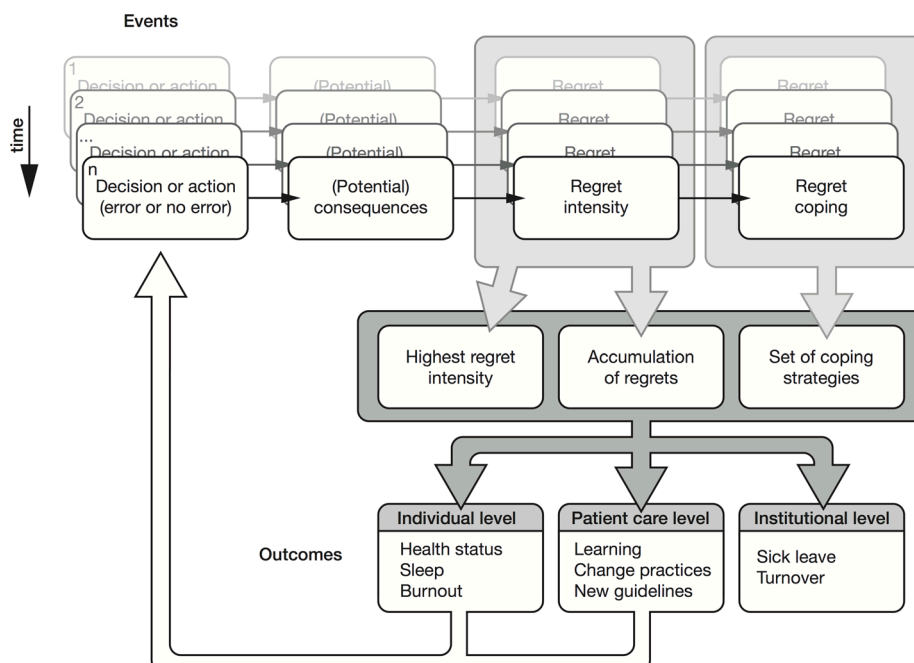 Events
1
Decision or action
(Potential)
Regret
Regret
2
Decision or action
(Potential)
Regret
Regret
...
Decision or action
(Potential)
Regret
Regret
time
n
Decision or action
(error or no error)
(Potential)
consequences
Regret
intensity
Regret
coping
Highest regret
intensity
Accumulation
of regrets
Set of coping
strategies
Outcomes
Individual level
Health status
Sleep
Burnout
Patient care level
Learning
Change practices
New guidelines
Institutional level
Sick leave
Turnover